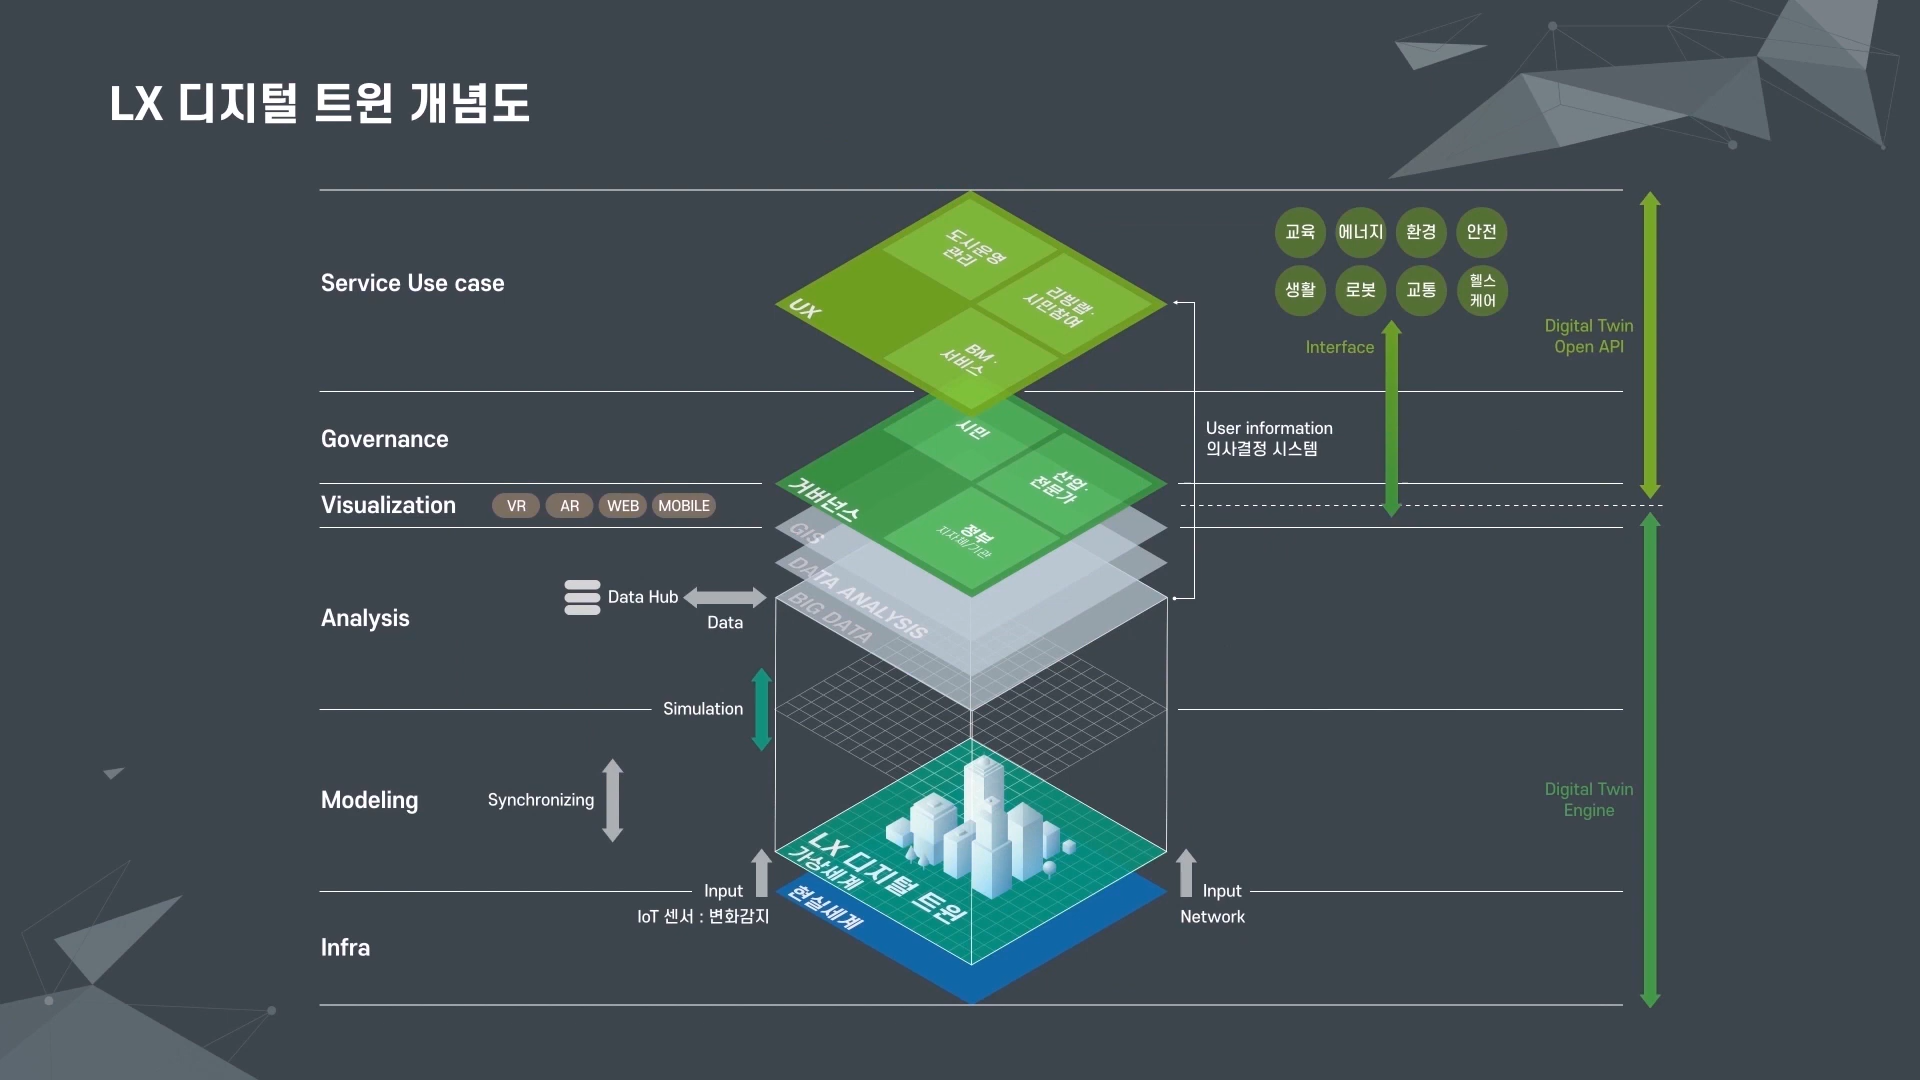 LX 디지털 트윈 개념도
Service Use case
도시운영
관리
리빙랩·
시민참여
UX
BM·
서비스
교육
에너지
환경
안전
생활
로봇
교통
헬스
케어
Interface
Digital Twin
Open API
Governance
시민
산업·
전문가
거버넌스
정부
지자체/기관
User information
의사결정 시스템
Visualization
VR
AR
WEB
MOBILE
GIS
DATA ANALYSIS
BIG DATA
Analysis
Data Hub
Data
Simulation
Modeling
Synchronizing
Digital Twin
Engine
LX 디지털 트윈
가상세계
현실세계
Input
IoT 센서 : 변화감지
Input
Network
Infra